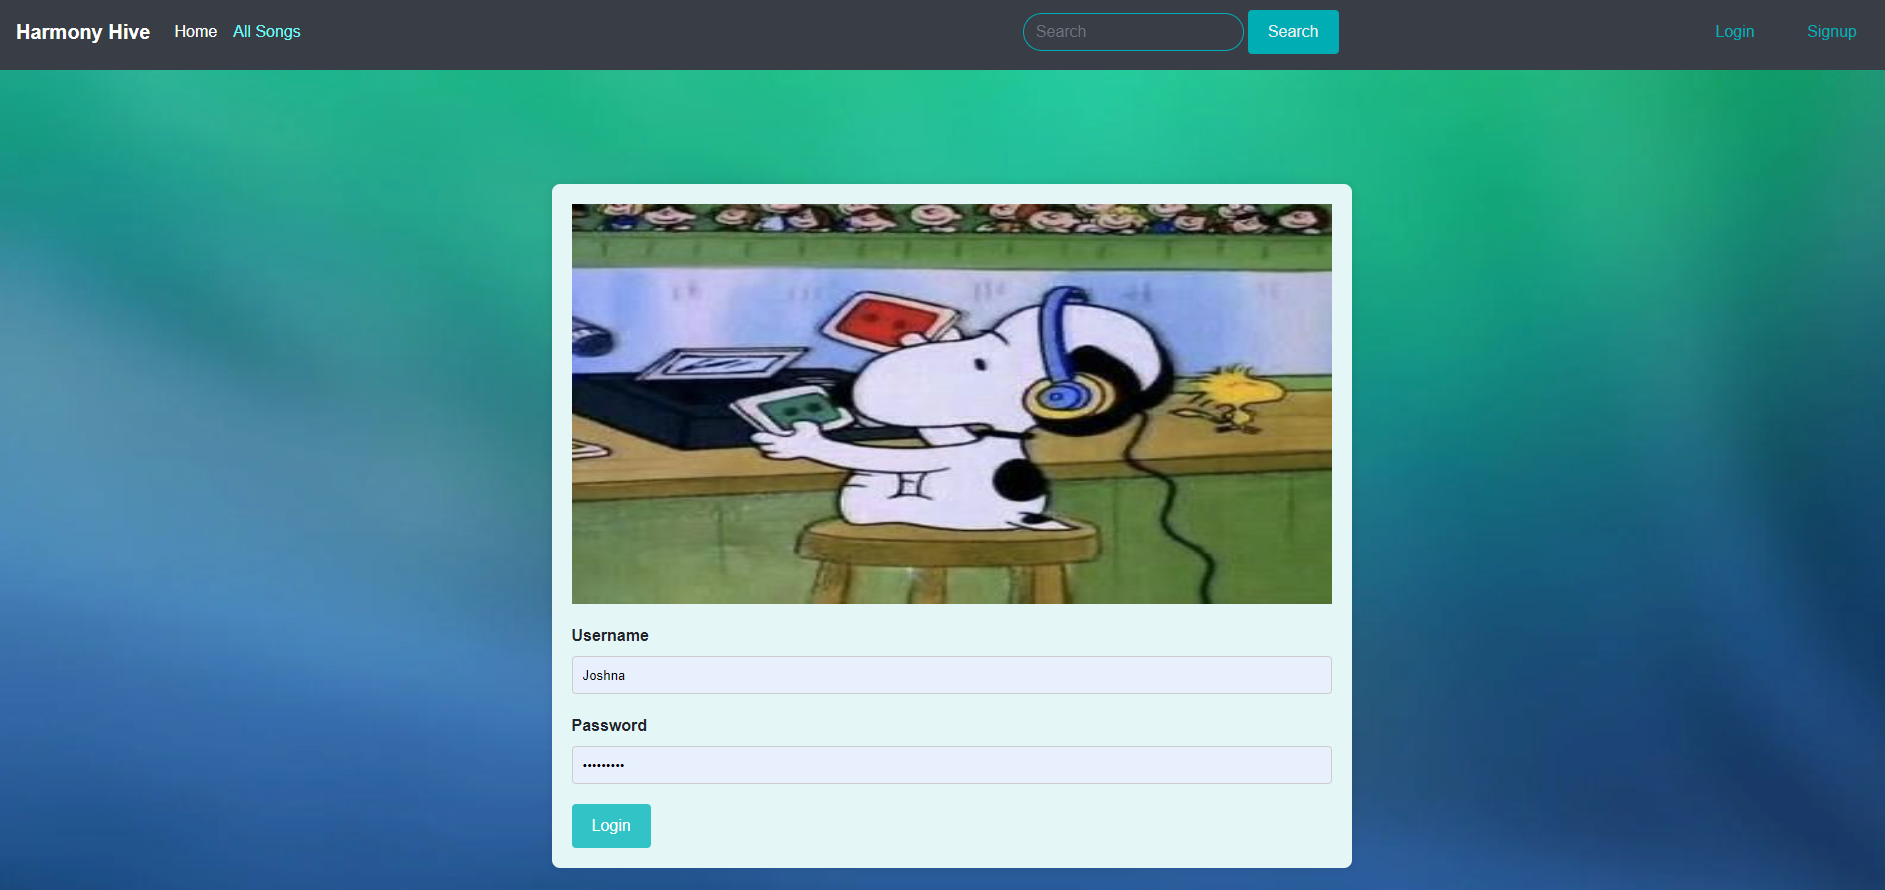 Harmony Hive Home All Songs Search Search Login Signup
Username
Joshna
Password
•••••••••
Login